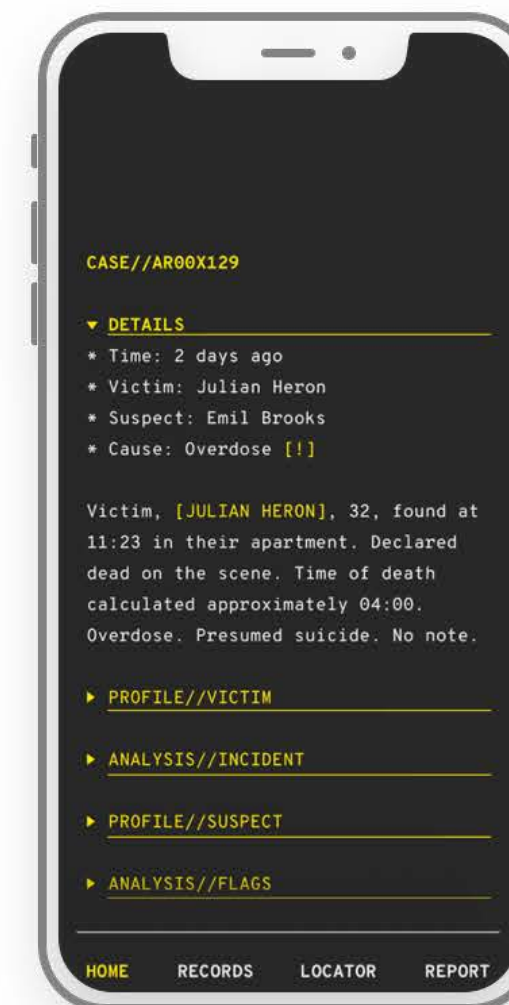 CASE//AR00X129
▼ DETAILS
* Time: 2 days ago
* Victim: Julian Heron
* Suspect: Emil Brooks
* Cause: Overdose [!]
Victim, [JULIAN HERON], 32, found at
11:23 in their apartment. Declared
dead on the scene. Time of death
calculated approximately 04:00.
Overdose. Presumed suicide. No note.
▶ PROFILE//VICTIM
▶ ANALYSIS//INCIDENT
▶ PROFILE//SUSPECT
▶ ANALYSIS//FLAGS
HOME RECORDS LOCATOR REPORT